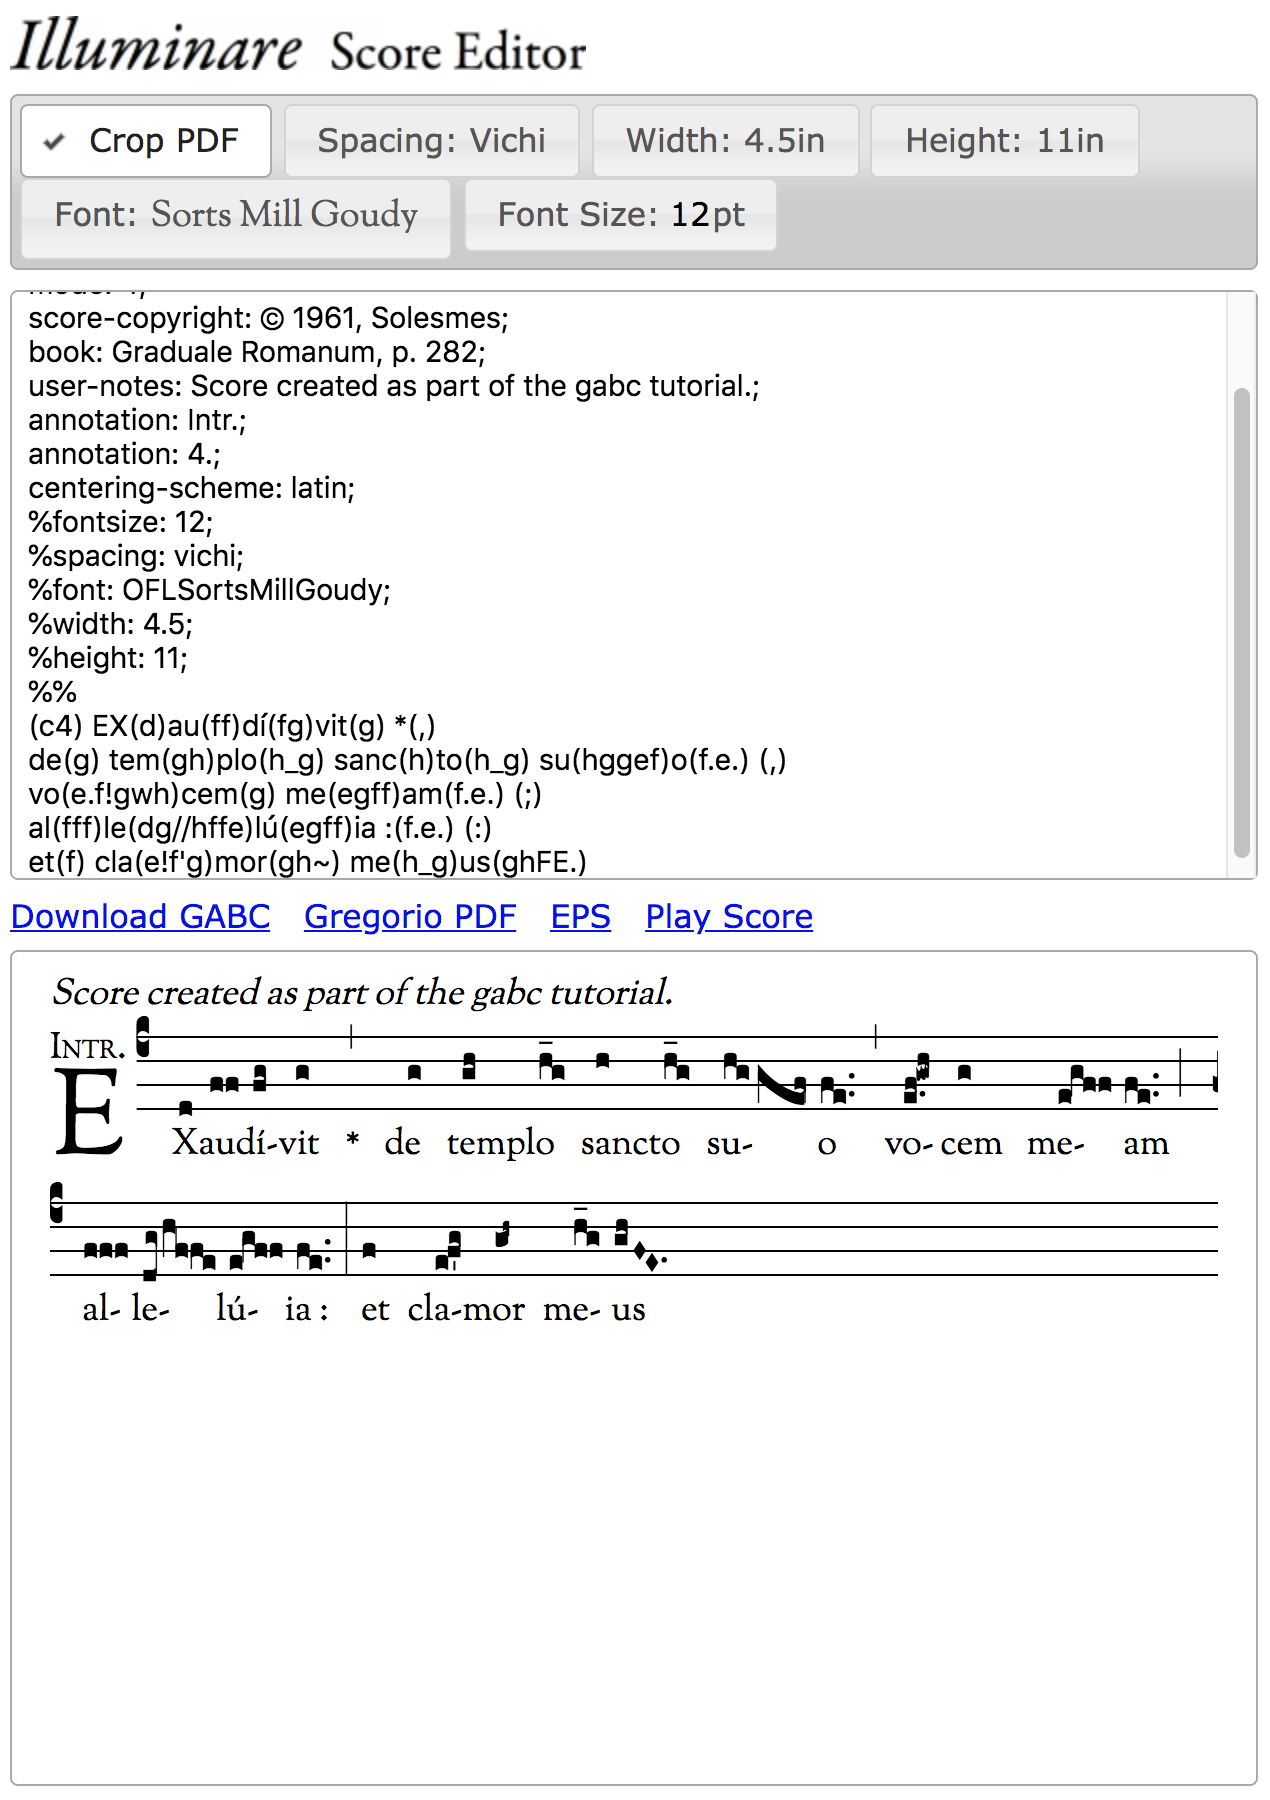 Illuminare Score Editor
Crop PDF Spacing: Vichi Width: 4.5in Height: 11in
Font: Sorts Mill Goudy Font Size: 12pt
score-copyright: © 1961, Solesmes;
book: Graduale Romanum, p. 282;
user-notes: Score created as part of the gabc tutorial.;
annotation: Intr.;
annotation: 4.;
centering-scheme: latin;
%fontsize: 12;
%spacing: vichi;
%font: OFLSortsMillGoudy;
%width: 4.5;
%height: 11;
%%
(c4) EX(d)au(ff)dí(fg)vit(g) *(,)
de(g) tem(gh)plo(h_g) sanc(h)to(h_g) su(hggef)o(f.e.) (,)
vo(e.f!gwh)cem(g) me(egff)am(f.e.) (;)
al(fff)le(dg//hffe)lú(egff)ia :(f.e.) (:)
et(f) cla(e!f'g)mor(gh~) me(h_g)us(ghFE.)
Download GABC Gregorio PDF EPS Play Score
Score created as part of the gabc tutorial.
Intr.
EXaudí-vit * de templo sancto su- o vo- cem me- am
al- le- lú- ia : et cla-mor me- us